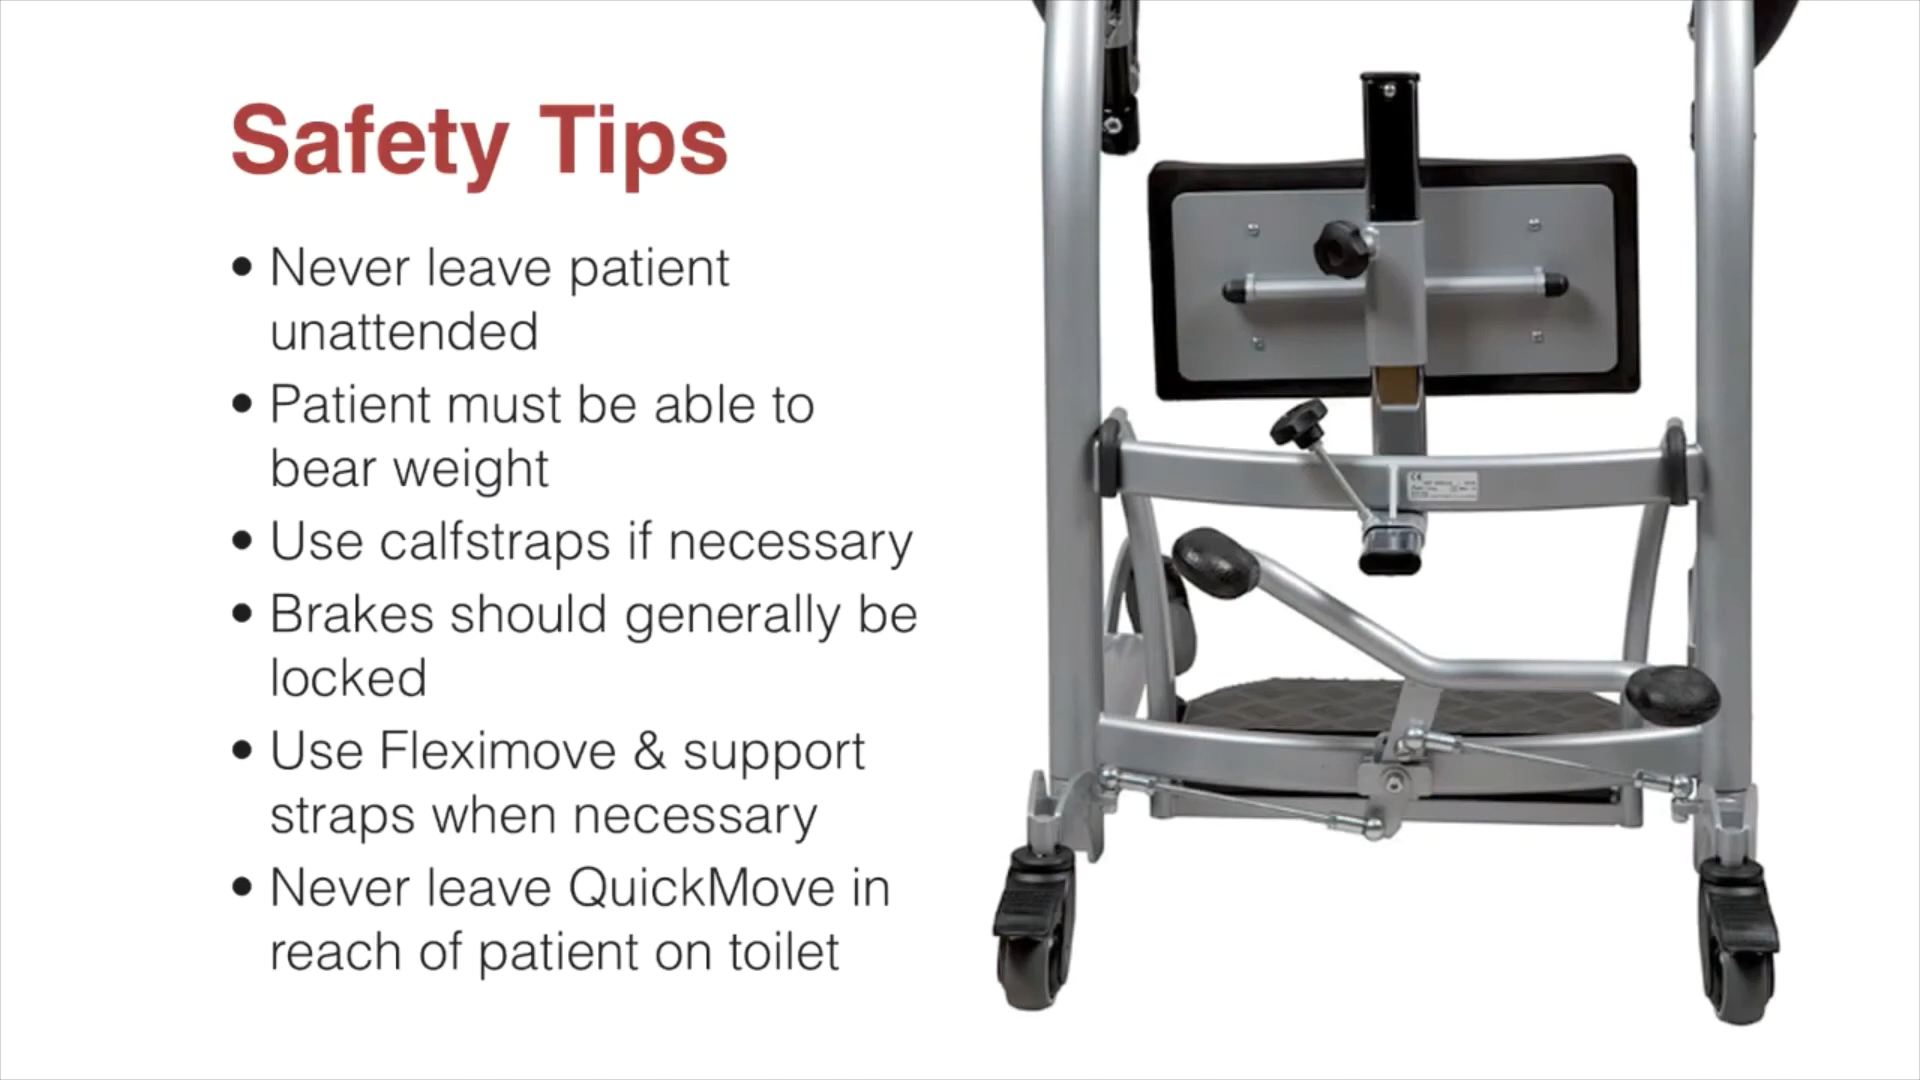 Safety Tips
• Never leave patient
unattended
• Patient must be able to
bear weight
• Use calfstraps if necessary
• Brakes should generally be
locked
• Use Fleximove & support
straps when necessary
• Never leave QuickMove in
reach of patient on toilet
CE